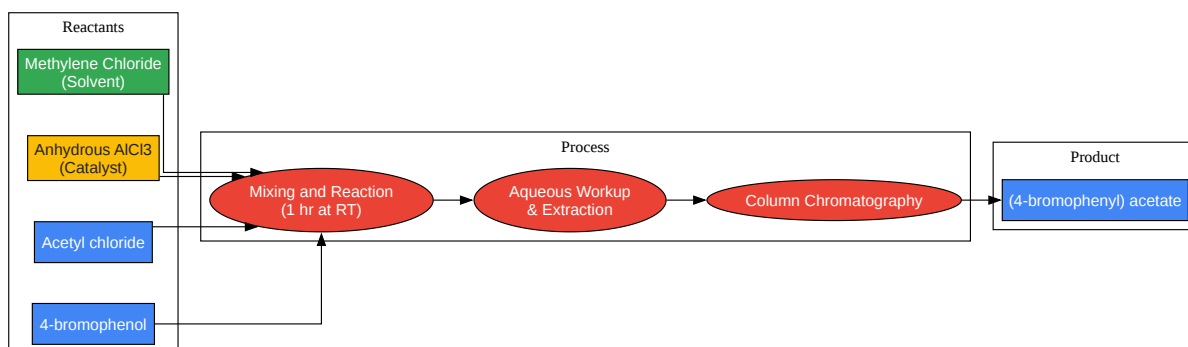 Reactants
Methylene Chloride
(Solvent)
Anhydrous AlCl3
(Catalyst)
Acetyl chloride
4-bromophenol
Process
Mixing and Reaction
(1 hr at RT)
Aqueous Workup
& Extraction
Column Chromatography
Product
(4-bromophenyl) acetate